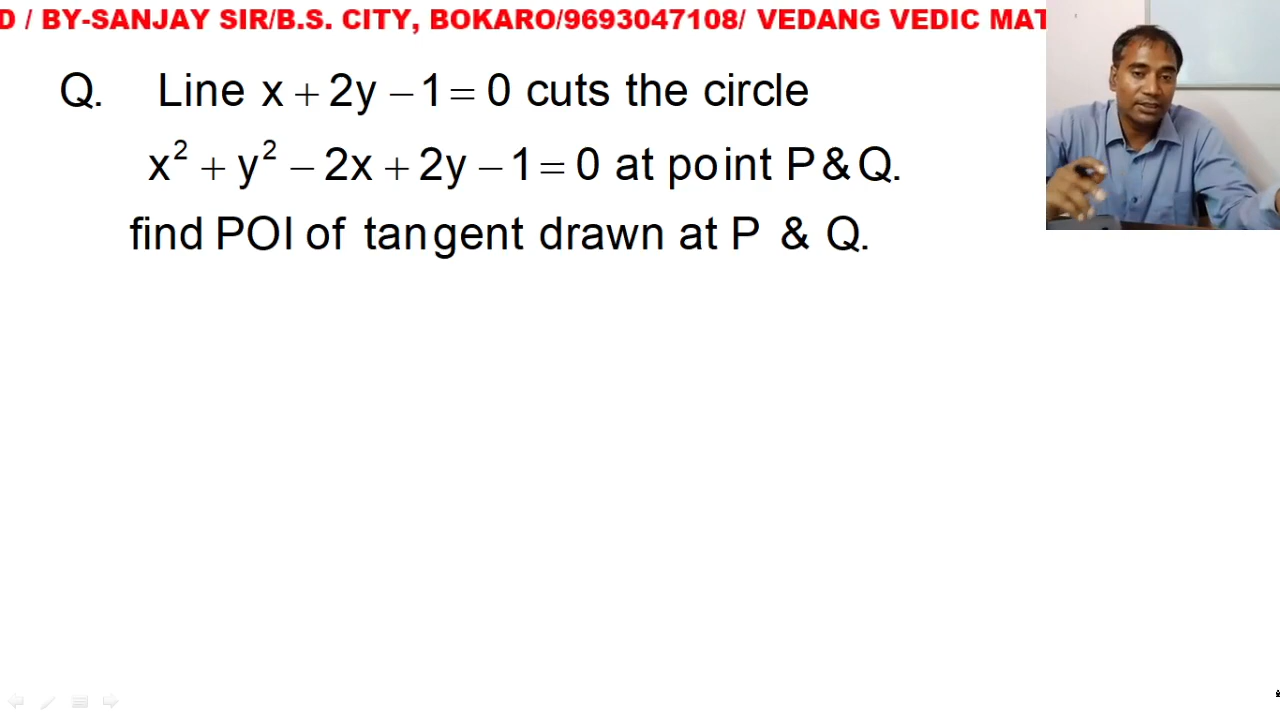 D / BY-SANJAY SIR/B.S. CITY, BOKARO/9693047108/ VEDANG VEDIC MAT
Q. Line x + 2y − 1 = 0 cuts the circle
x² + y² − 2x + 2y − 1 = 0 at point P & Q.
find POI of tangent drawn at P & Q.